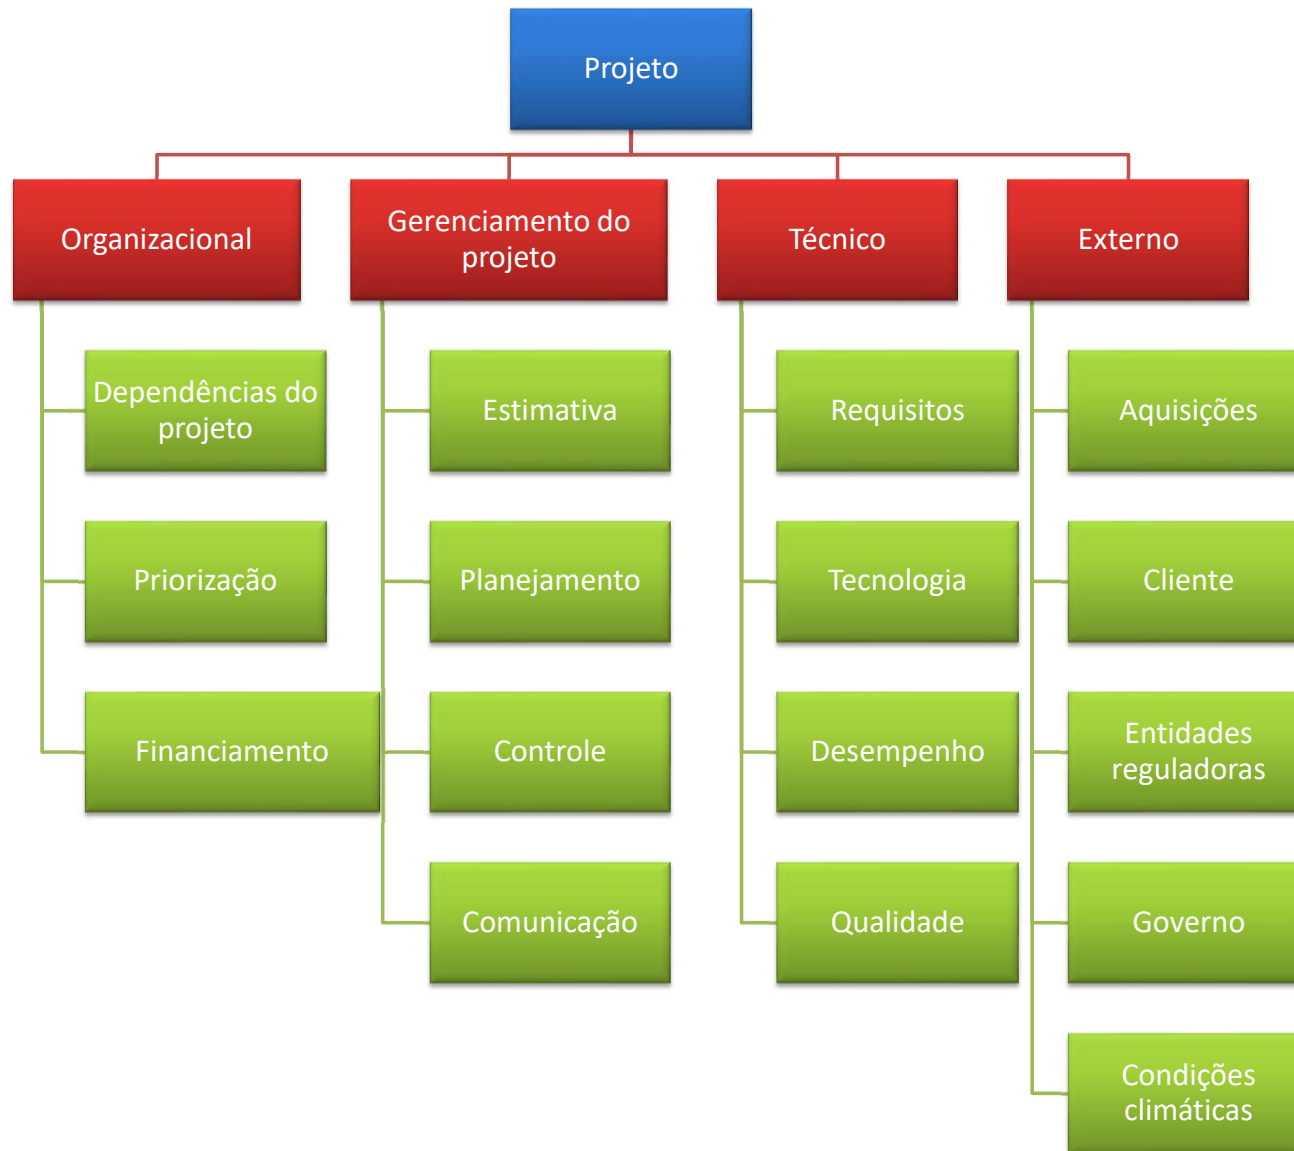 Projeto
Organizacional
Gerenciamento do
projeto
Técnico
Externo
Dependências do
projeto
Priorização
Financiamento
Estimativa
Planejamento
Controle
Comunicação
Requisitos
Tecnologia
Desempenho
Qualidade
Aquisições
Cliente
Entidades
reguladoras
Governo
Condições
climáticas